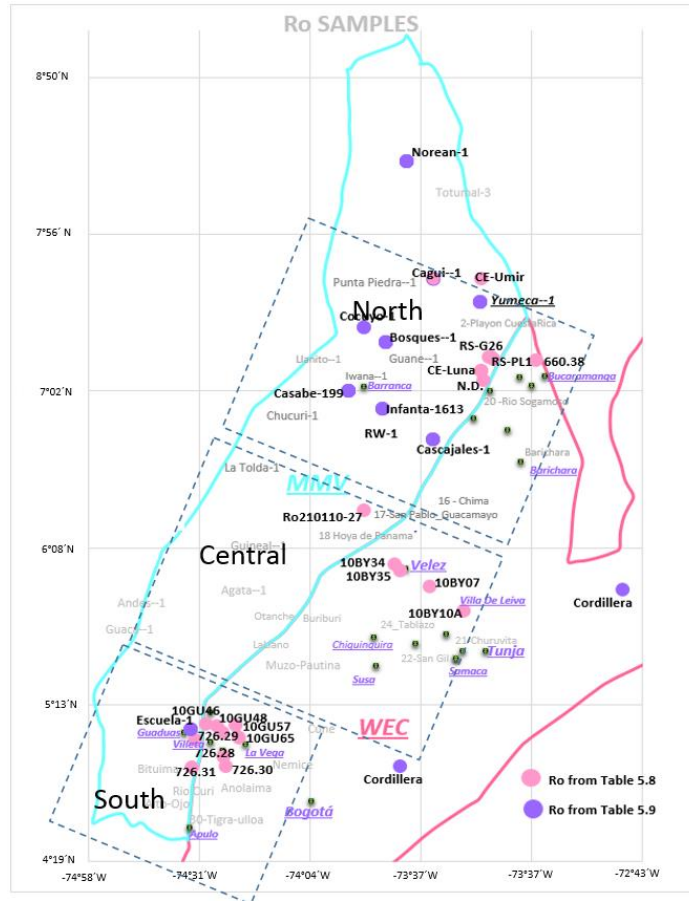 Ro SAMPLES
8°50´N
Norean-1
Totumal-3
7°56´N
Punta Piedra--1
Cagui--1
CE-Umir
Yumeca--1
Cocuyo-1
North
2-Playon CuestaRica
Bosques--1
RS-G26
Llanito--1
Guane--1
RS-PL1
660.38
CE-Luna
Iwana--1
Barranca
N.D.
Bucaramanga
7°02´N
Casabe-199
20 -Rio Sogamoso
Chucuri-1
Infanta-1613
RW-1
Cascajales-1
Barichara
La Tolda-1
Barichara
MMV
16 - Chima
Ro210110-27
17-San Pablo_Guacamayo
18 Hoya de Panama
6°08´N
Guineal--1
Central
10BY34
10BY35
Velez
10BY07
Agata--1
Cordillera
Andes--1
Otanche
Buriburi
10BY10A
Villa De Leiva
24_Tablazo
Chiquinquira
21-Churuvita
Tunja
Muzo-Pautina
22-San Gil
Susa
5°13´N
10GU46
Escuela-1
10GU48
10GU57
Guaduas
726.29
10GU65
WEC
Villeta
726.28
La Vega
Bituima
726.31
726.30
Nemice
Cordillera
Ro from Table 5.8
Rio Curi
Anolaima
South
Bogotá
Ro from Table 5.9
30-Tigra-ulloa
Apulo
4°19´N
-74°58´
-74°31´
-74°04´
-73°37´
-73°37´
-72°43´